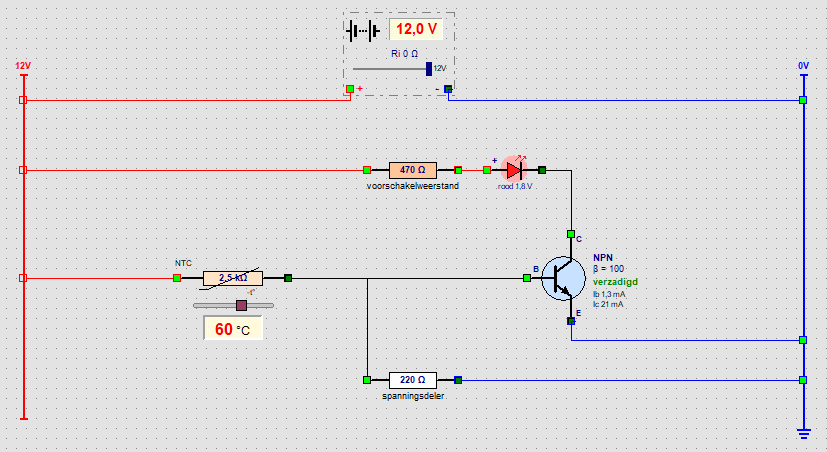 12,0 V
Ri 0 Ω
12V
12V
0V
+
-
470 Ω
voorschakelweerstand
+
rood 1,8 V
C
NTC
2,5 kΩ
-t°
60 °C
B
NPN
β = 100
verzadigd
Ib 1,3 mA
Ic 21 mA
E
220 Ω
spanningsdeler